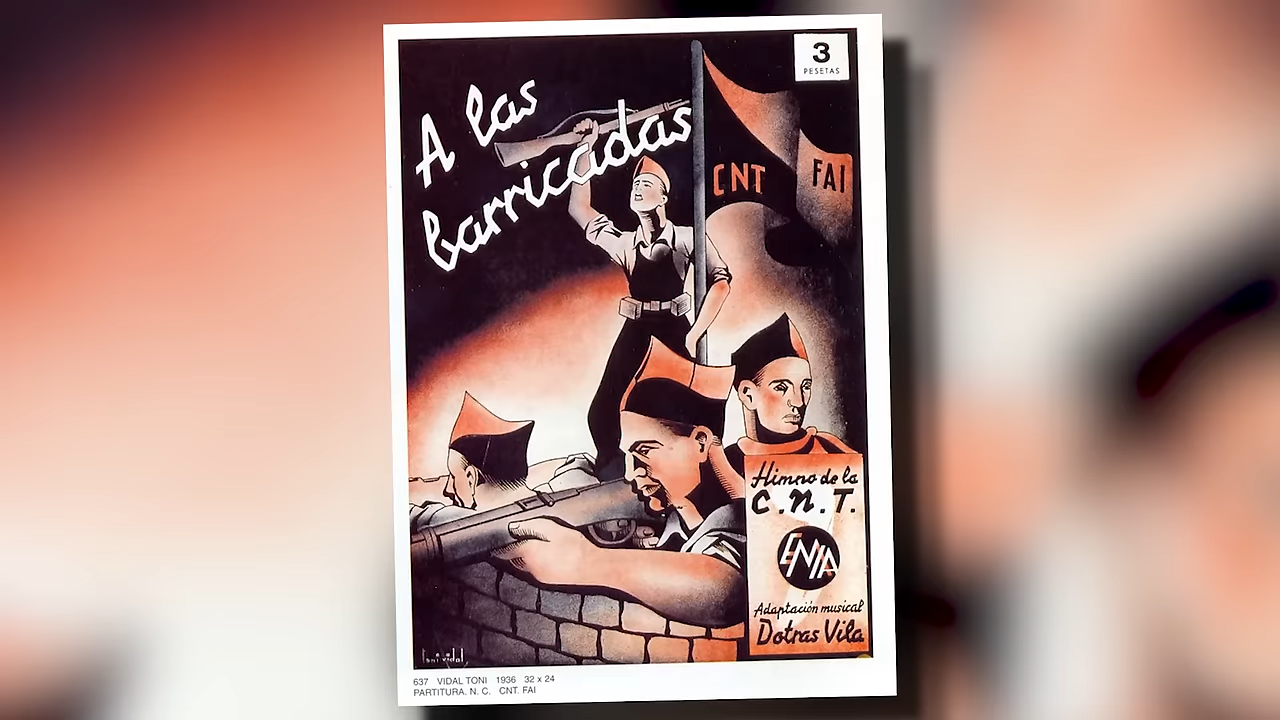 3
PESETAS
A las
barricadas
CNT FAI
Himno de la
C.N.T.
ENIA
Adaptación musical
Dotras Vila
toni vidal
637 VIDAL TONI 1936 32 x 24
PARTITURA. N. C. CNT. FAI